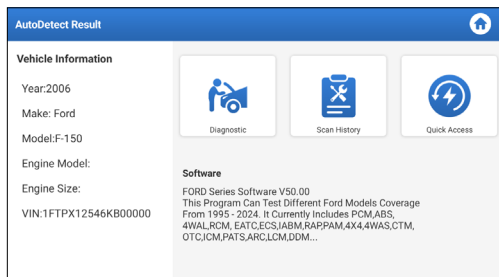 AutoDetect Result
Vehicle Information
Year:2006
Make: Ford
Model:F-150
Engine Model:
Engine Size:
VIN:1FTPX12546KB00000
Diagnostic
Scan History
Quick Access
Software
FORD Series Software V50.00
This Program Can Test Different Ford Models Coverage
From 1995 - 2024. It Currently Includes PCM,ABS,
4WAL,RCM, EATC,ECS,IABM,RAP,PAM,4X4,4WAS,CTM,
OTC,ICM,PATS,ARC,LCM,DDM...